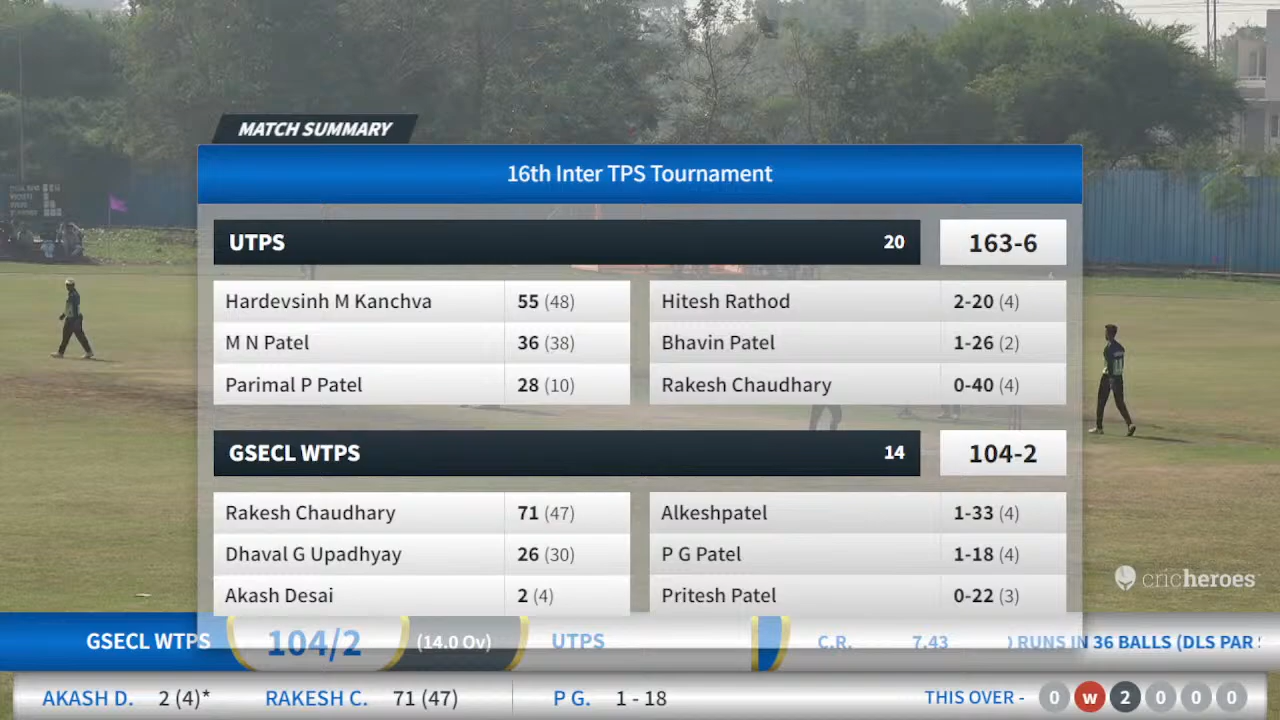 MATCH SUMMARY
16th Inter TPS Tournament
UTPS 20 163-6
Hardevsinh M Kanchva 55 (48) Hitesh Rathod 2-20 (4)
M N Patel 36 (38) Bhavin Patel 1-26 (2)
Parimal P Patel 28 (10) Rakesh Chaudhary 0-40 (4)
GSECL WTPS 14 104-2
Rakesh Chaudhary 71 (47) Alkeshpatel 1-33 (4)
Dhaval G Upadhyay 26 (30) P G Patel 1-18 (4)
Akash Desai 2 (4) Pritesh Patel 0-22 (3)
cricheroes
GSECL WTPS 104/2 (14.0 Ov) UTPS C.R. 7.43 RUNS IN 36 BALLS (DLS PAR
AKASH D. 2 (4)* RAKESH C. 71 (47) P G. 1 - 18 THIS OVER - 0 w 2 0 0 0